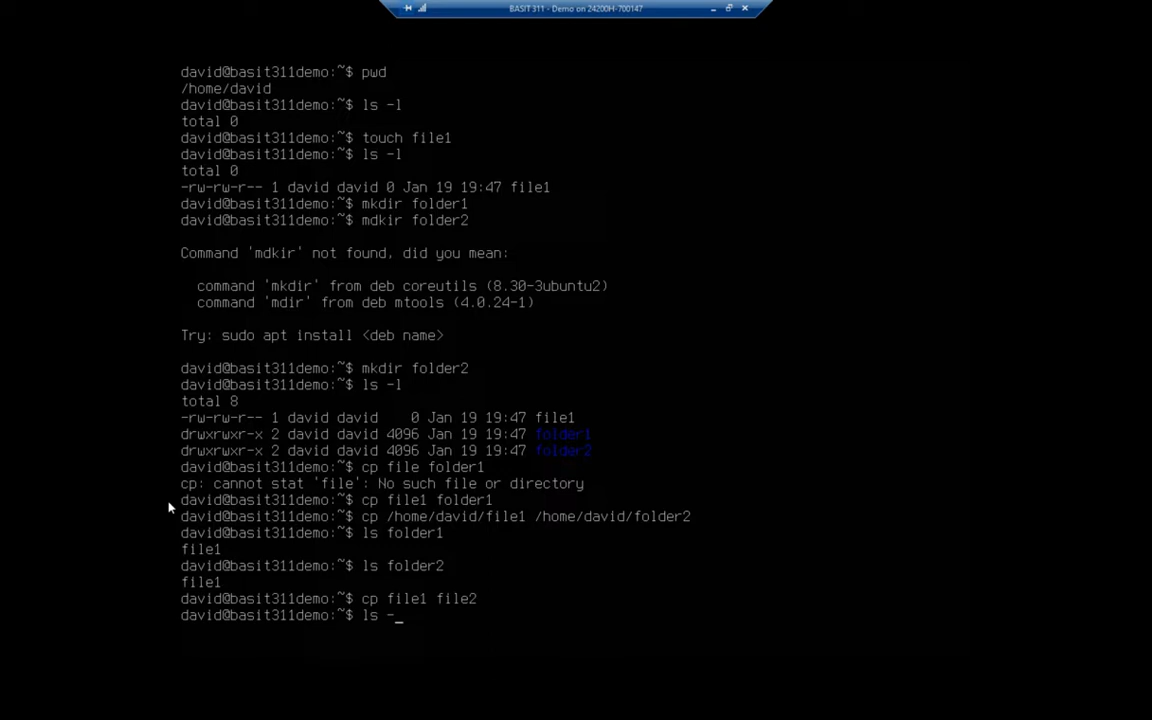 BASIT 311 - Demo on 24200H-700147
david@basit311demo:~$ pwd
/home/david
david@basit311demo:~$ ls -l
total 0
david@basit311demo:~$ touch file1
david@basit311demo:~$ ls -l
total 0
-rw-rw-r-- 1 david david 0 Jan 19 19:47 file1
david@basit311demo:~$ mkdir folder1
david@basit311demo:~$ mdkir folder2
Command 'mdkir' not found, did you mean:
command 'mkdir' from deb coreutils (8.30-3ubuntu2)
command 'mdir' from deb mtools (4.0.24-1)
Try: sudo apt install <deb name>
david@basit311demo:~$ mkdir folder2
david@basit311demo:~$ ls -l
total 8
-rw-rw-r-- 1 david david    0 Jan 19 19:47 file1
drwxrwxr-x 2 david david 4096 Jan 19 19:47 folder1
drwxrwxr-x 2 david david 4096 Jan 19 19:47 folder2
david@basit311demo:~$ cp file folder1
cp: cannot stat 'file': No such file or directory
david@basit311demo:~$ cp file1 folder1
david@basit311demo:~$ cp /home/david/file1 /home/david/folder2
david@basit311demo:~$ ls folder1
file1
david@basit311demo:~$ ls folder2
file1
david@basit311demo:~$ cp file1 file2
david@basit311demo:~$ ls -_